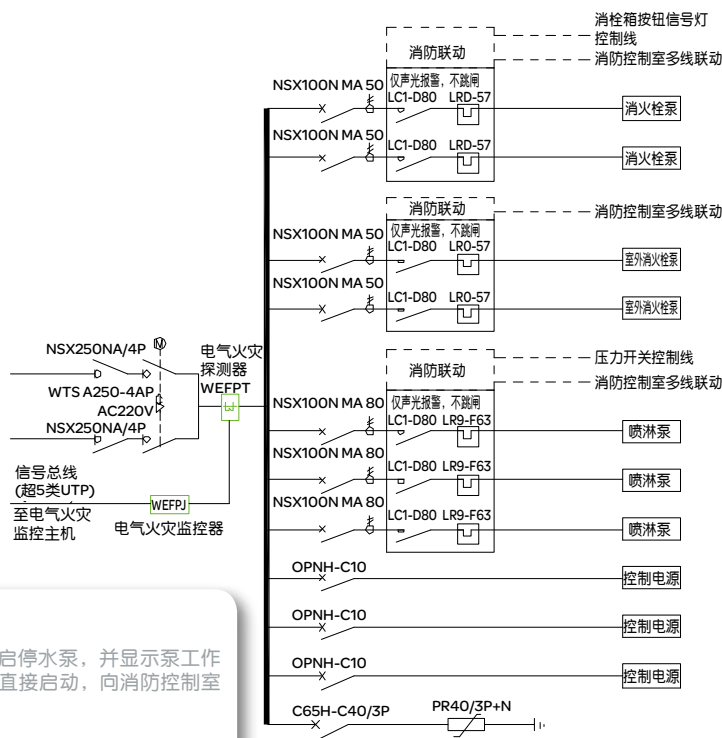 消栓箱按钮信号灯
控制线
消防联动
消防控制室多线联动
NSX100N MA 50
仅声光报警，不跳闸
LC1-D80 LRD-57
消火栓泵
NSX100N MA 50
LC1-D80 LRD-57
消火栓泵
消防联动
消防控制室多线联动
NSX100N MA 50
仅声光报警，不跳闸
LC1-D80 LR0-57
室外消火栓泵
NSX100N MA 50
LC1-D80 LR0-57
室外消火栓泵
NSX250NA/4P
M
电气火灾
探测器
WEFPT
WTS A250-4AP
AC220V
NSX250NA/4P
信号总线
(超5类UTP)
至电气火灾
监控主机
WEFPJ
电气火灾监控器
压力开关控制线
消防联动
消防控制室多线联动
NSX100N MA 80
仅声光报警，不跳闸
LC1-D80 LR9-F63
喷淋泵
NSX100N MA 80
LC1-D80 LR9-F63
喷淋泵
NSX100N MA 80
LC1-D80 LR9-F63
喷淋泵
OPNH-C10
控制电源
OPNH-C10
控制电源
OPNH-C10
控制电源
C65H-C40/3P
PR40/3P+N
启停水泵，并显示泵工作
直接启动，向消防控制室